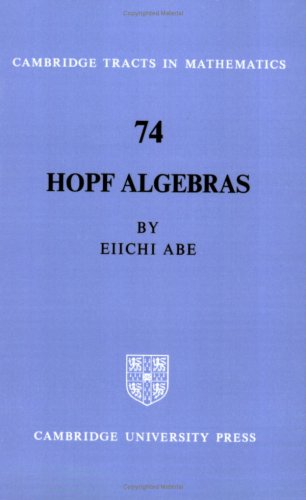 CAMBRIDGE TRACTS IN MATHEMATICS
74
HOPF ALGEBRAS
BY
EIICHI ABE
CAMBRIDGE UNIVERSITY PRESS